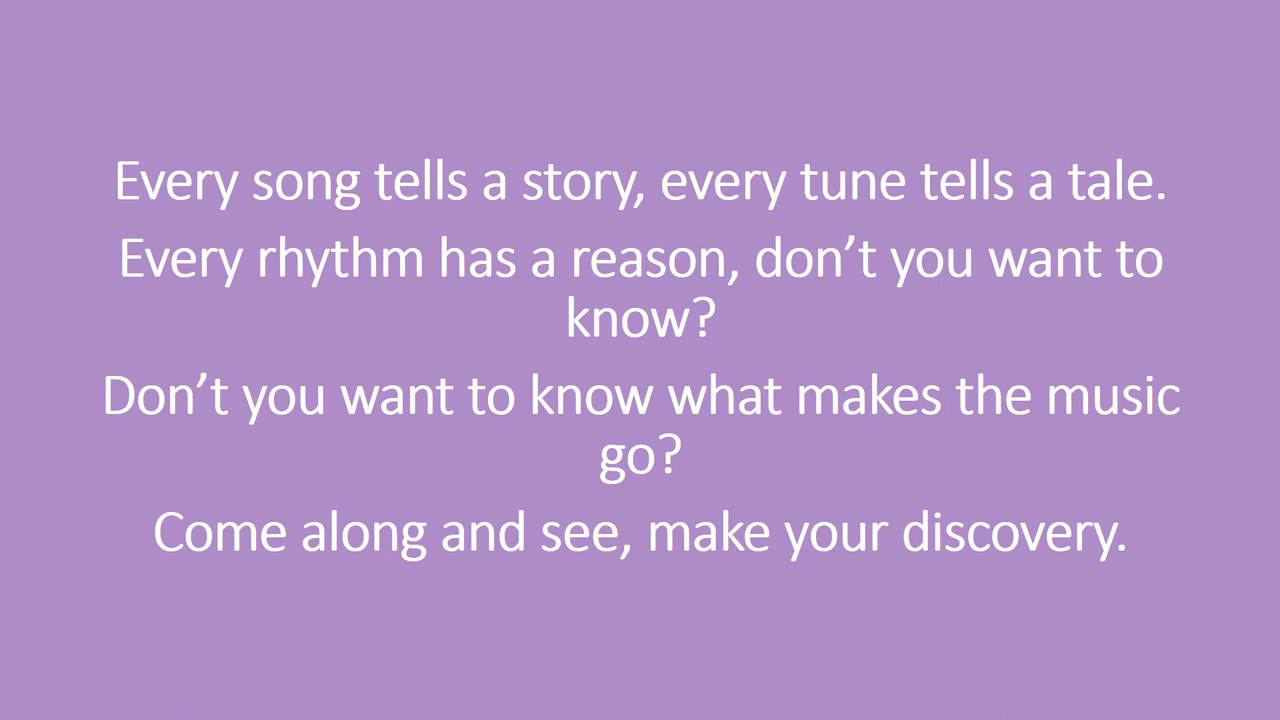 Every song tells a story, every tune tells a tale.
Every rhythm has a reason, don’t you want to
know?
Don’t you want to know what makes the music
go?
Come along and see, make your discovery.